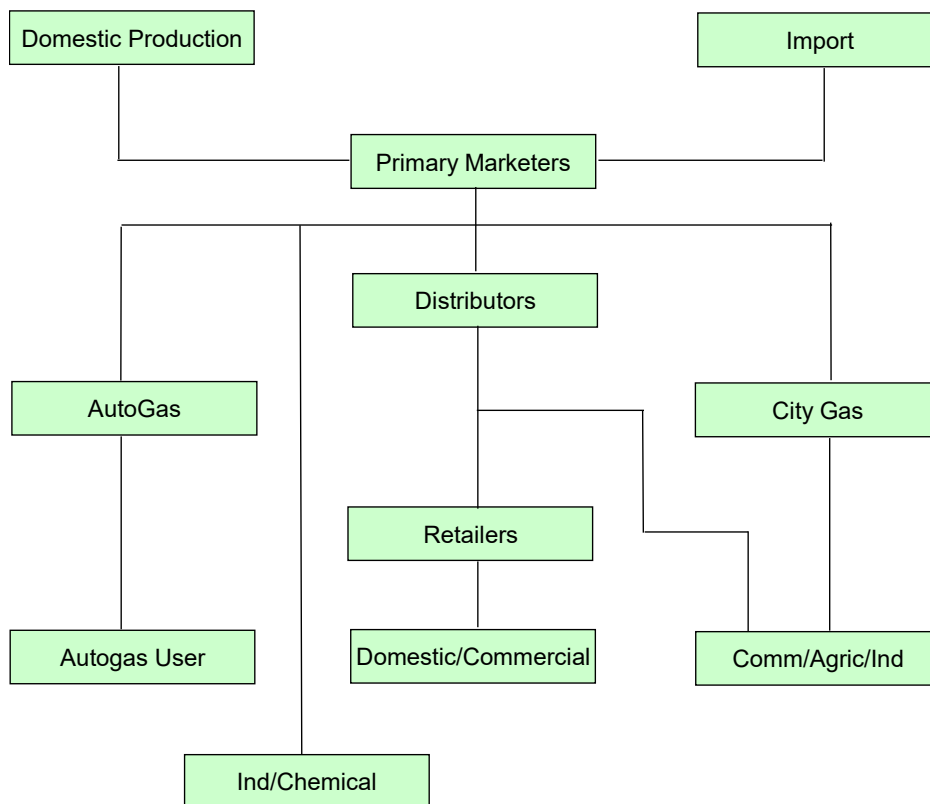 Domestic Production
Import
Primary Marketers
Distributors
AutoGas
City Gas
Retailers
Autogas User
Domestic/Commercial
Comm/Agric/Ind
Ind/Chemical